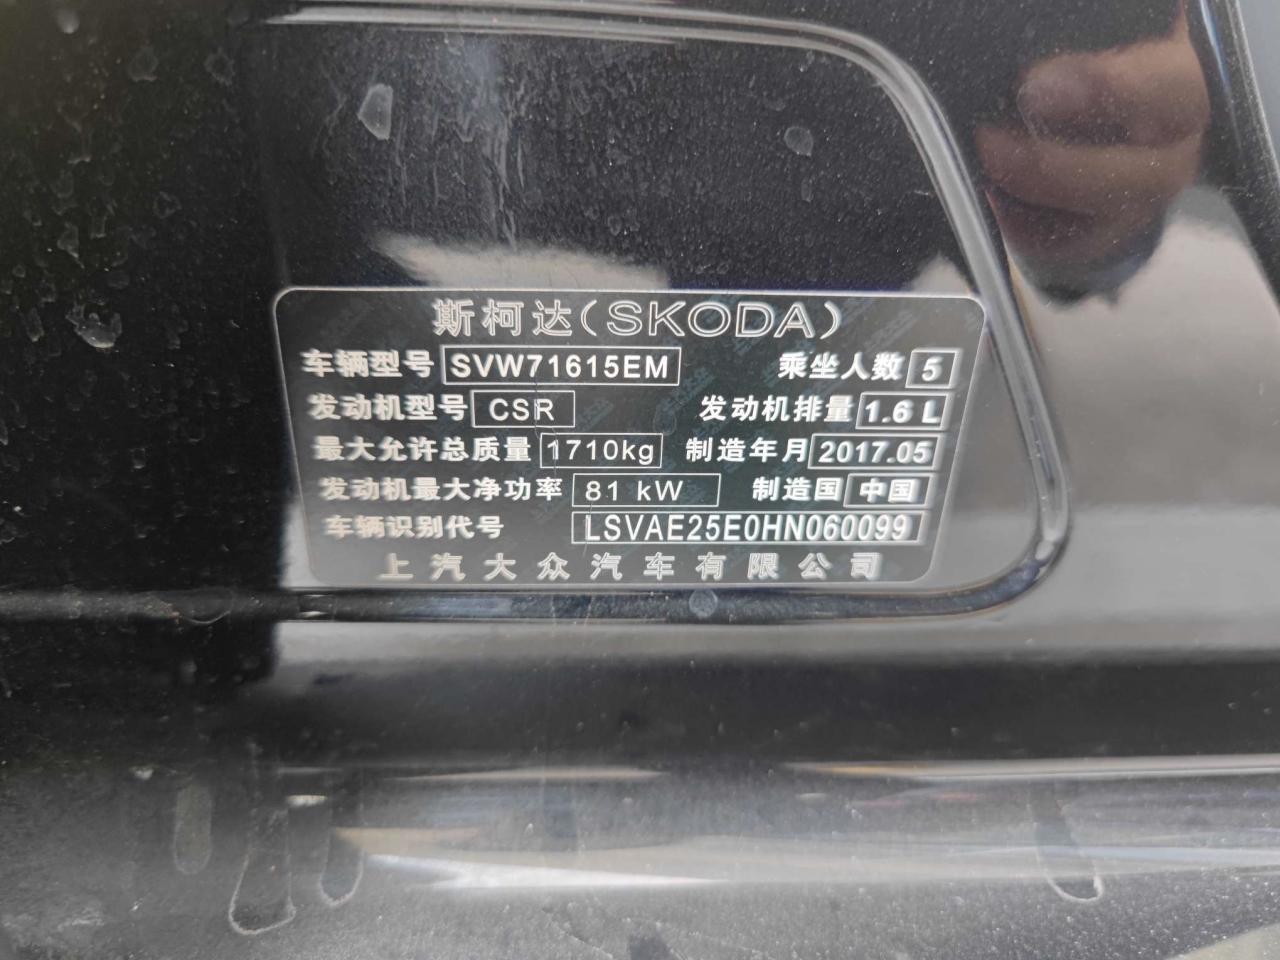 斯柯达(SKODA)
车辆型号 SVW71615EM 乘坐人数 5
发动机型号 CSR 发动机排量 1.6 L
最大允许总质量 1710kg 制造年月 2017.05
发动机最大净功率 81 kW 制造国 中国
车辆识别代号 LSVAE25E0HN060099
上汽大众汽车有限公司